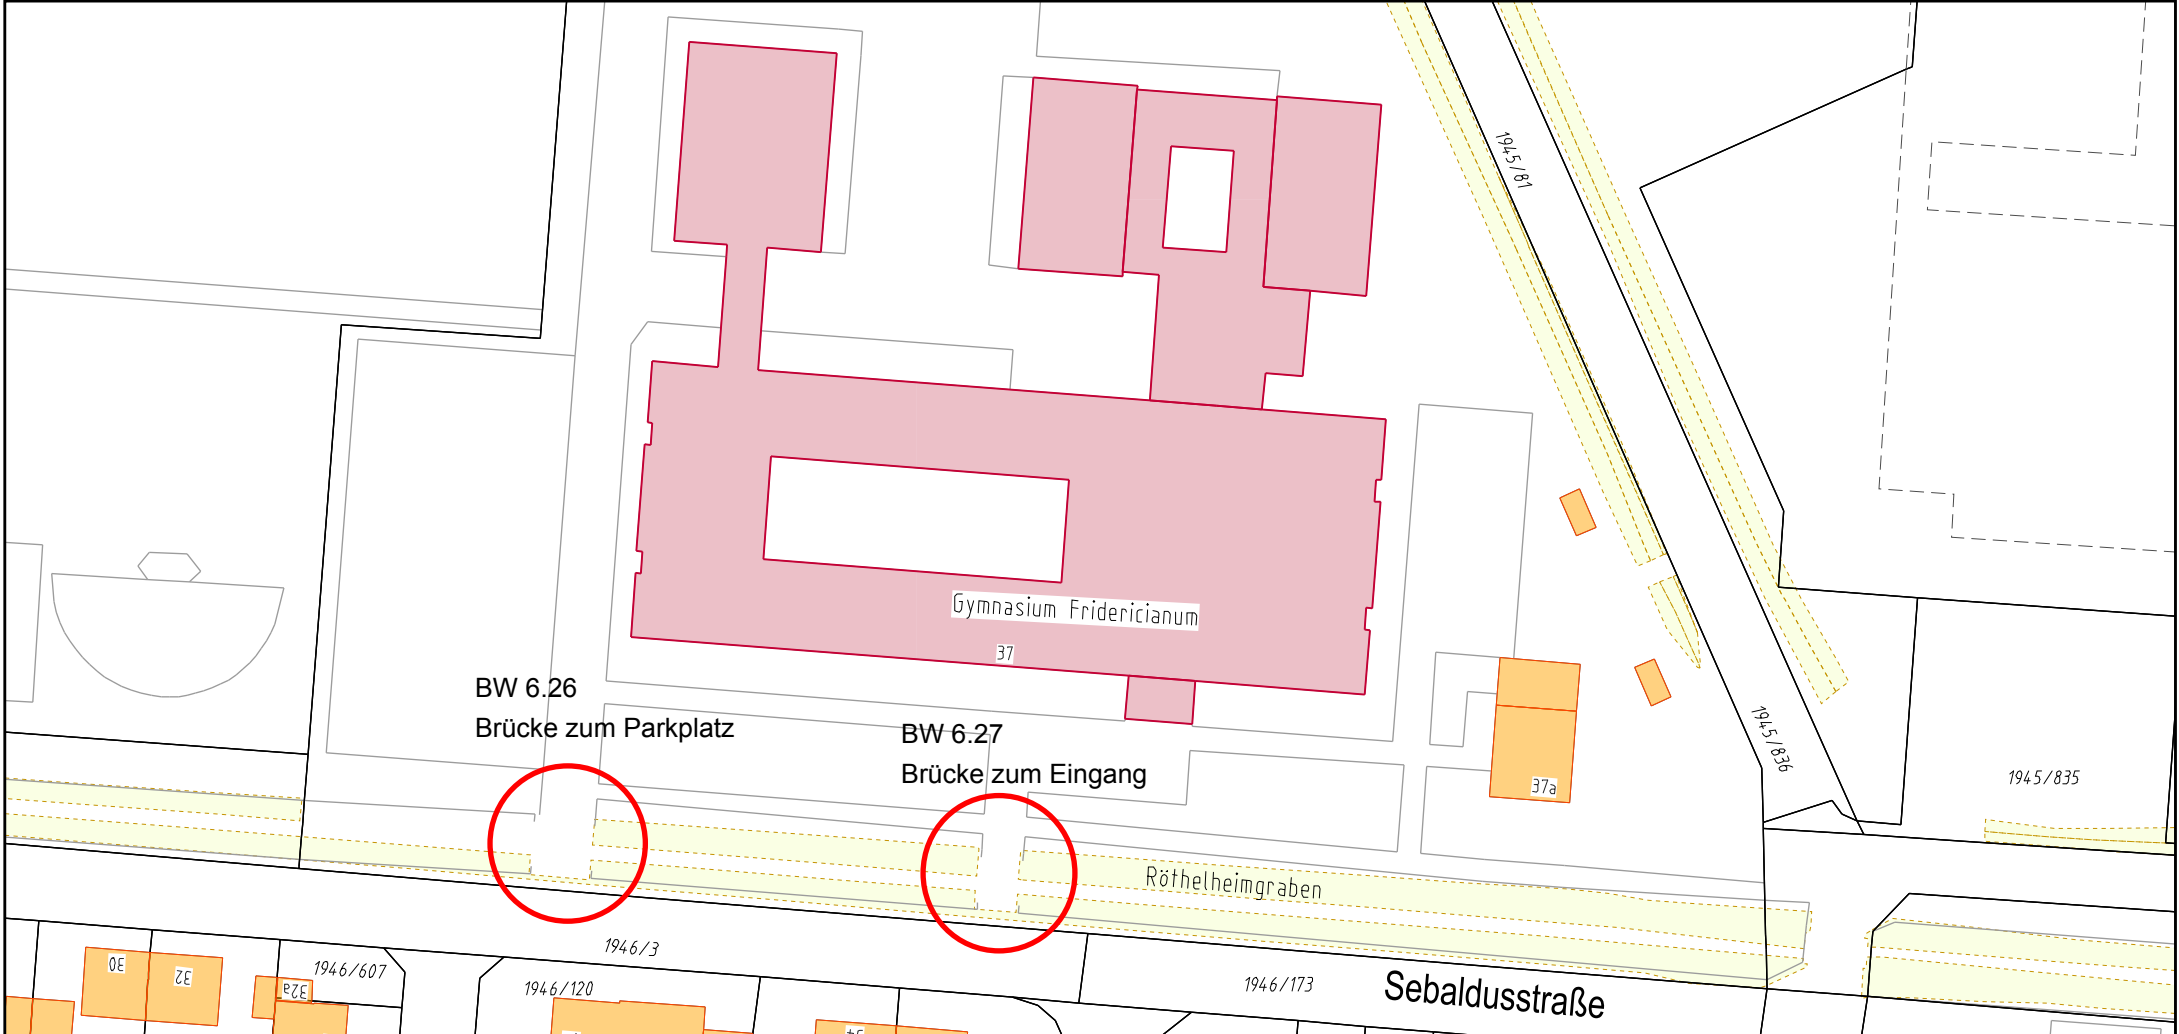 1945/81
Gymnasium Fridericianum
37
BW 6.26
Brücke zum Parkplatz
BW 6.27
Brücke zum Eingang
1945/836
1945/835
37a
Röthelheimgraben
1946/3
1946/607
1946/120
1946/173
Sebaldusstraße
30
32
32a